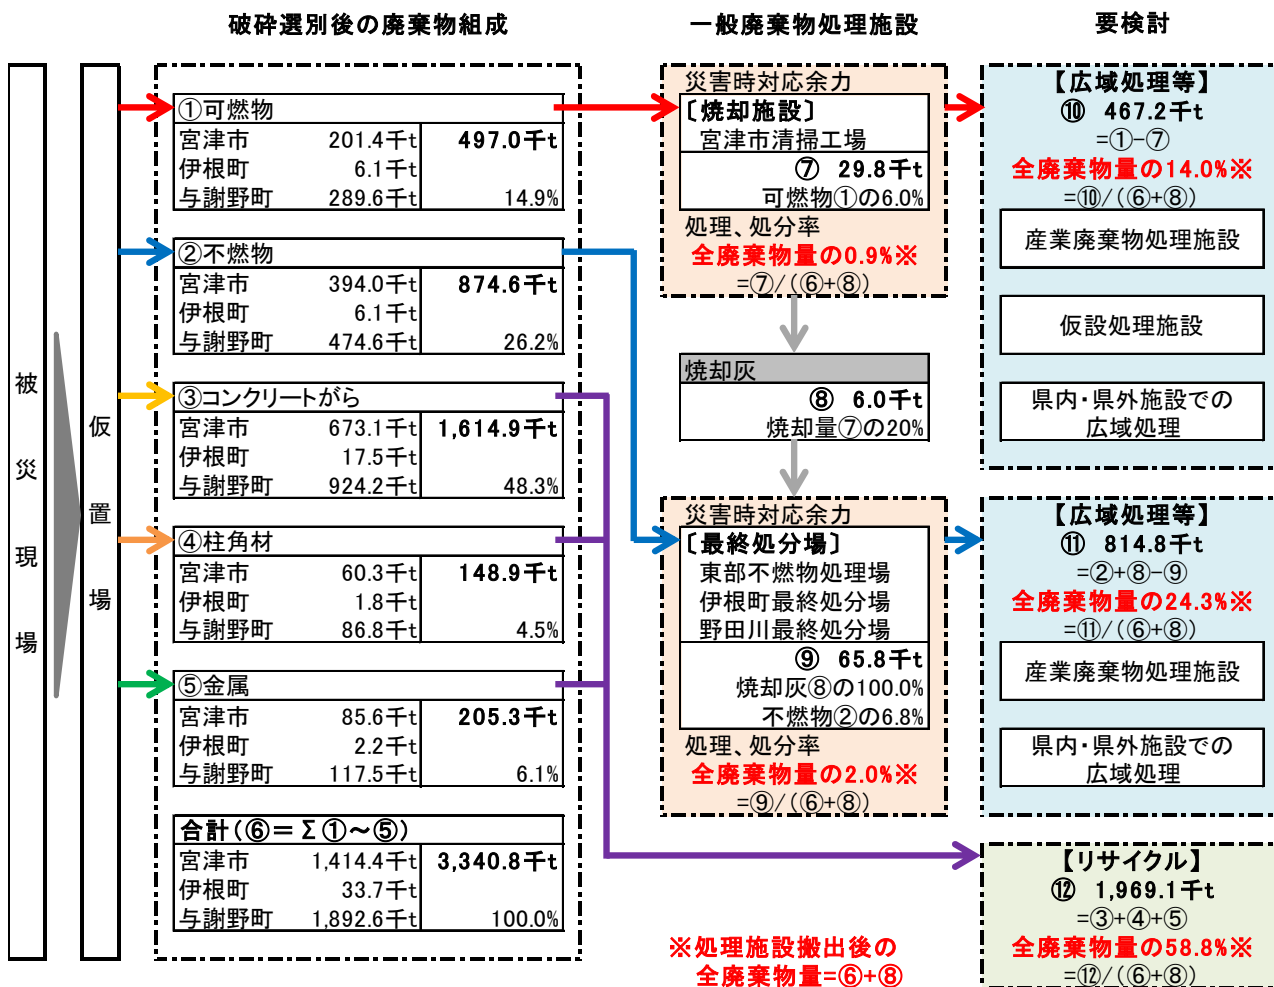 破砕選別後の廃棄物組成
一般廃棄物処理施設
要検討
被災現場
仮置場
①可燃物
宮津市 201.4千t 497.0千t
伊根町 6.1千t
与謝野町 289.6千t 14.9%
②不燃物
宮津市 394.0千t 874.6千t
伊根町 6.1千t
与謝野町 474.6千t 26.2%
③コンクリートがら
宮津市 673.1千t 1,614.9千t
伊根町 17.5千t
与謝野町 924.2千t 48.3%
④柱角材
宮津市 60.3千t 148.9千t
伊根町 1.8千t
与謝野町 86.8千t 4.5%
⑤金属
宮津市 85.6千t 205.3千t
伊根町 2.2千t
与謝野町 117.5千t 6.1%
合計(⑥=Σ①~⑤)
宮津市 1,414.4千t 3,340.8千t
伊根町 33.7千t
与謝野町 1,892.6千t 100.0%
災害時対応余力
〔焼却施設〕
宮津市清掃工場
⑦ 29.8千t
可燃物①の6.0%
処理、処分率
全廃棄物量の0.9%※
=⑦/(⑥+⑧)
焼却灰
⑧ 6.0千t
焼却量⑦の20%
災害時対応余力
〔最終処分場〕
東部不燃物処理場
伊根町最終処分場
野田川最終処分場
⑨ 65.8千t
焼却灰⑧の100.0%
不燃物②の6.8%
処理、処分率
全廃棄物量の2.0%※
=⑨/(⑥+⑧)
※処理施設搬出後の
全廃棄物量=⑥+⑧
【広域処理等】
⑩ 467.2千t
=①-⑦
全廃棄物量の14.0%※
=⑩/(⑥+⑧)
産業廃棄物処理施設
仮設処理施設
県内・県外施設での
広域処理
【広域処理等】
⑪ 814.8千t
=②+⑧-⑨
全廃棄物量の24.3%※
=⑪/(⑥+⑧)
産業廃棄物処理施設
県内・県外施設での
広域処理
【リサイクル】
⑫ 1,969.1千t
=③+④+⑤
全廃棄物量の58.8%※
=⑫/(⑥+⑧)